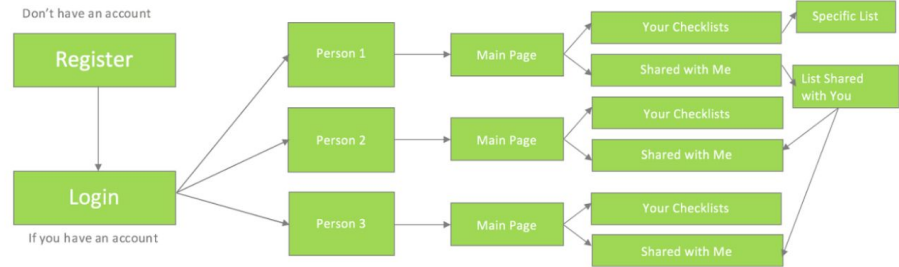 Don't have an account
Register
Login
If you have an account
Person 1
Main Page
Your Checklists
Specific List
Shared with Me
List Shared
with You
Person 2
Main Page
Your Checklists
Shared with Me
Person 3
Main Page
Your Checklists
Shared with Me